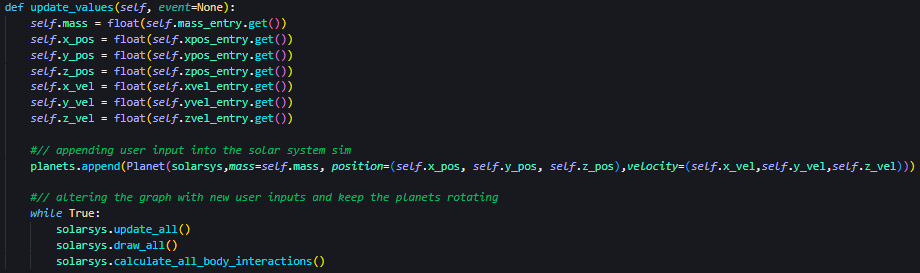 def update_values(self, event=None):
    self.mass = float(self.mass_entry.get())
    self.x_pos = float(self.xpos_entry.get())
    self.y_pos = float(self.ypos_entry.get())
    self.z_pos = float(self.zpos_entry.get())
    self.x_vel = float(self.xvel_entry.get())
    self.y_vel = float(self.yvel_entry.get())
    self.z_vel = float(self.zvel_entry.get())

    #// appending user input into the solar system sim
    planets.append(Planet(solarsys,mass=self.mass, position=(self.x_pos, self.y_pos, self.z_pos),velocity=(self.x_vel,self.y_vel,self.z_vel)))

    #// altering the graph with new user inputs and keep the planets rotating
    while True:
        solarsys.update_all()
        solarsys.draw_all()
        solarsys.calculate_all_body_interactions()